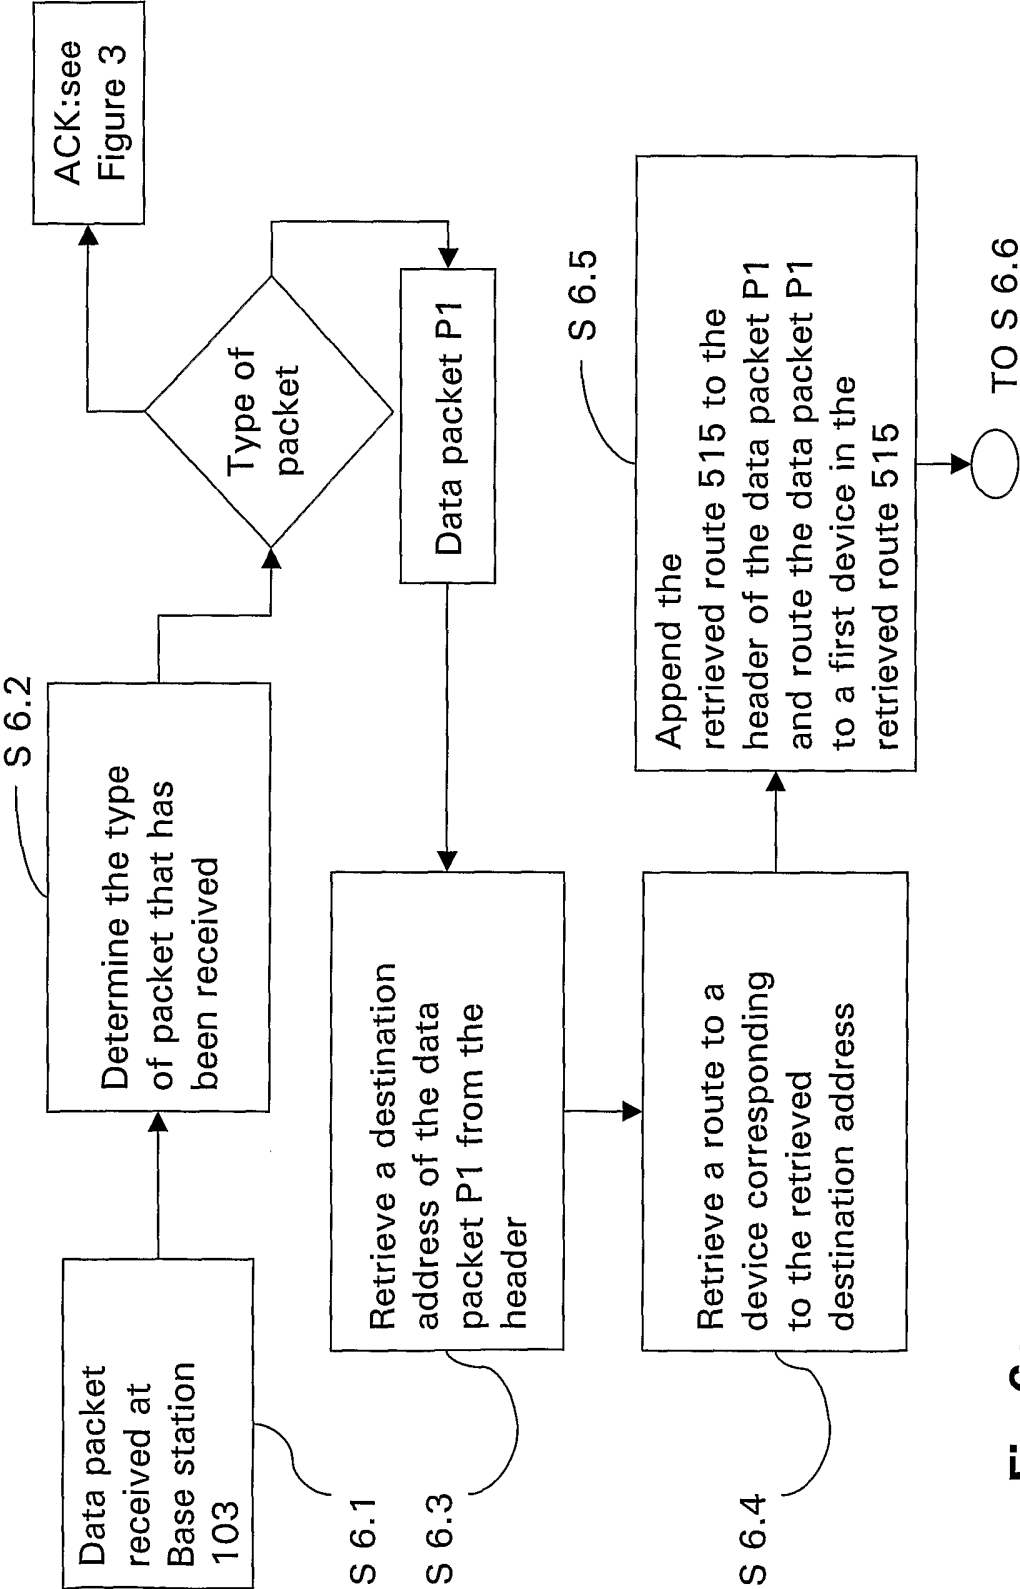 S 6.1
Data packet
received at
Base station
103
S 6.2
Determine the type
of packet that has
been received
Type of
packet
ACK:see
Figure 3
Data packet P1
S 6.3
Retrieve a destination
address of the data
packet P1 from the
header
S 6.4
Retrieve a route to a
device corresponding
to the retrieved
destination address
S 6.5
Append the
retrieved route 515 to the
header of the data packet P1
and route the data packet P1
to a first device in the
retrieved route 515
TO S 6.6